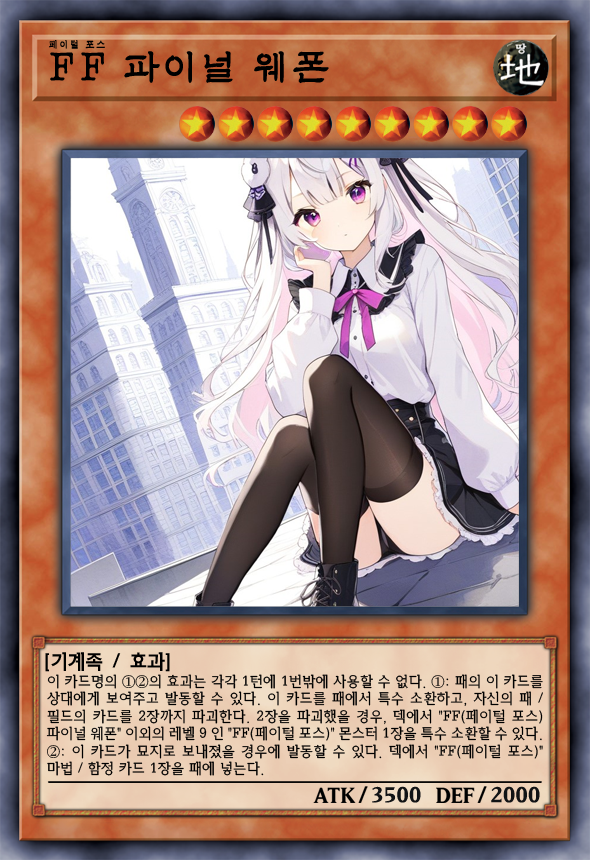 페이털 포스
FF 파이널 웨폰
땅
地
8
[기계족 / 효과]
이 카드명의 ①②의 효과는 각각 1턴에 1번밖에 사용할 수 없다. ①: 패의 이 카드를
상대에게 보여주고 발동할 수 있다. 이 카드를 패에서 특수 소환하고, 자신의 패 /
필드의 카드를 2장까지 파괴한다. 2장을 파괴했을 경우, 덱에서 "FF(페이털 포스)
파이널 웨폰" 이외의 레벨 9 인 "FF(페이털 포스)" 몬스터 1장을 특수 소환할 수 있다.
②: 이 카드가 묘지로 보내졌을 경우에 발동할 수 있다. 덱에서 "FF(페이털 포스)"
마법 / 함정 카드 1장을 패에 넣는다.
ATK / 3500 DEF / 2000